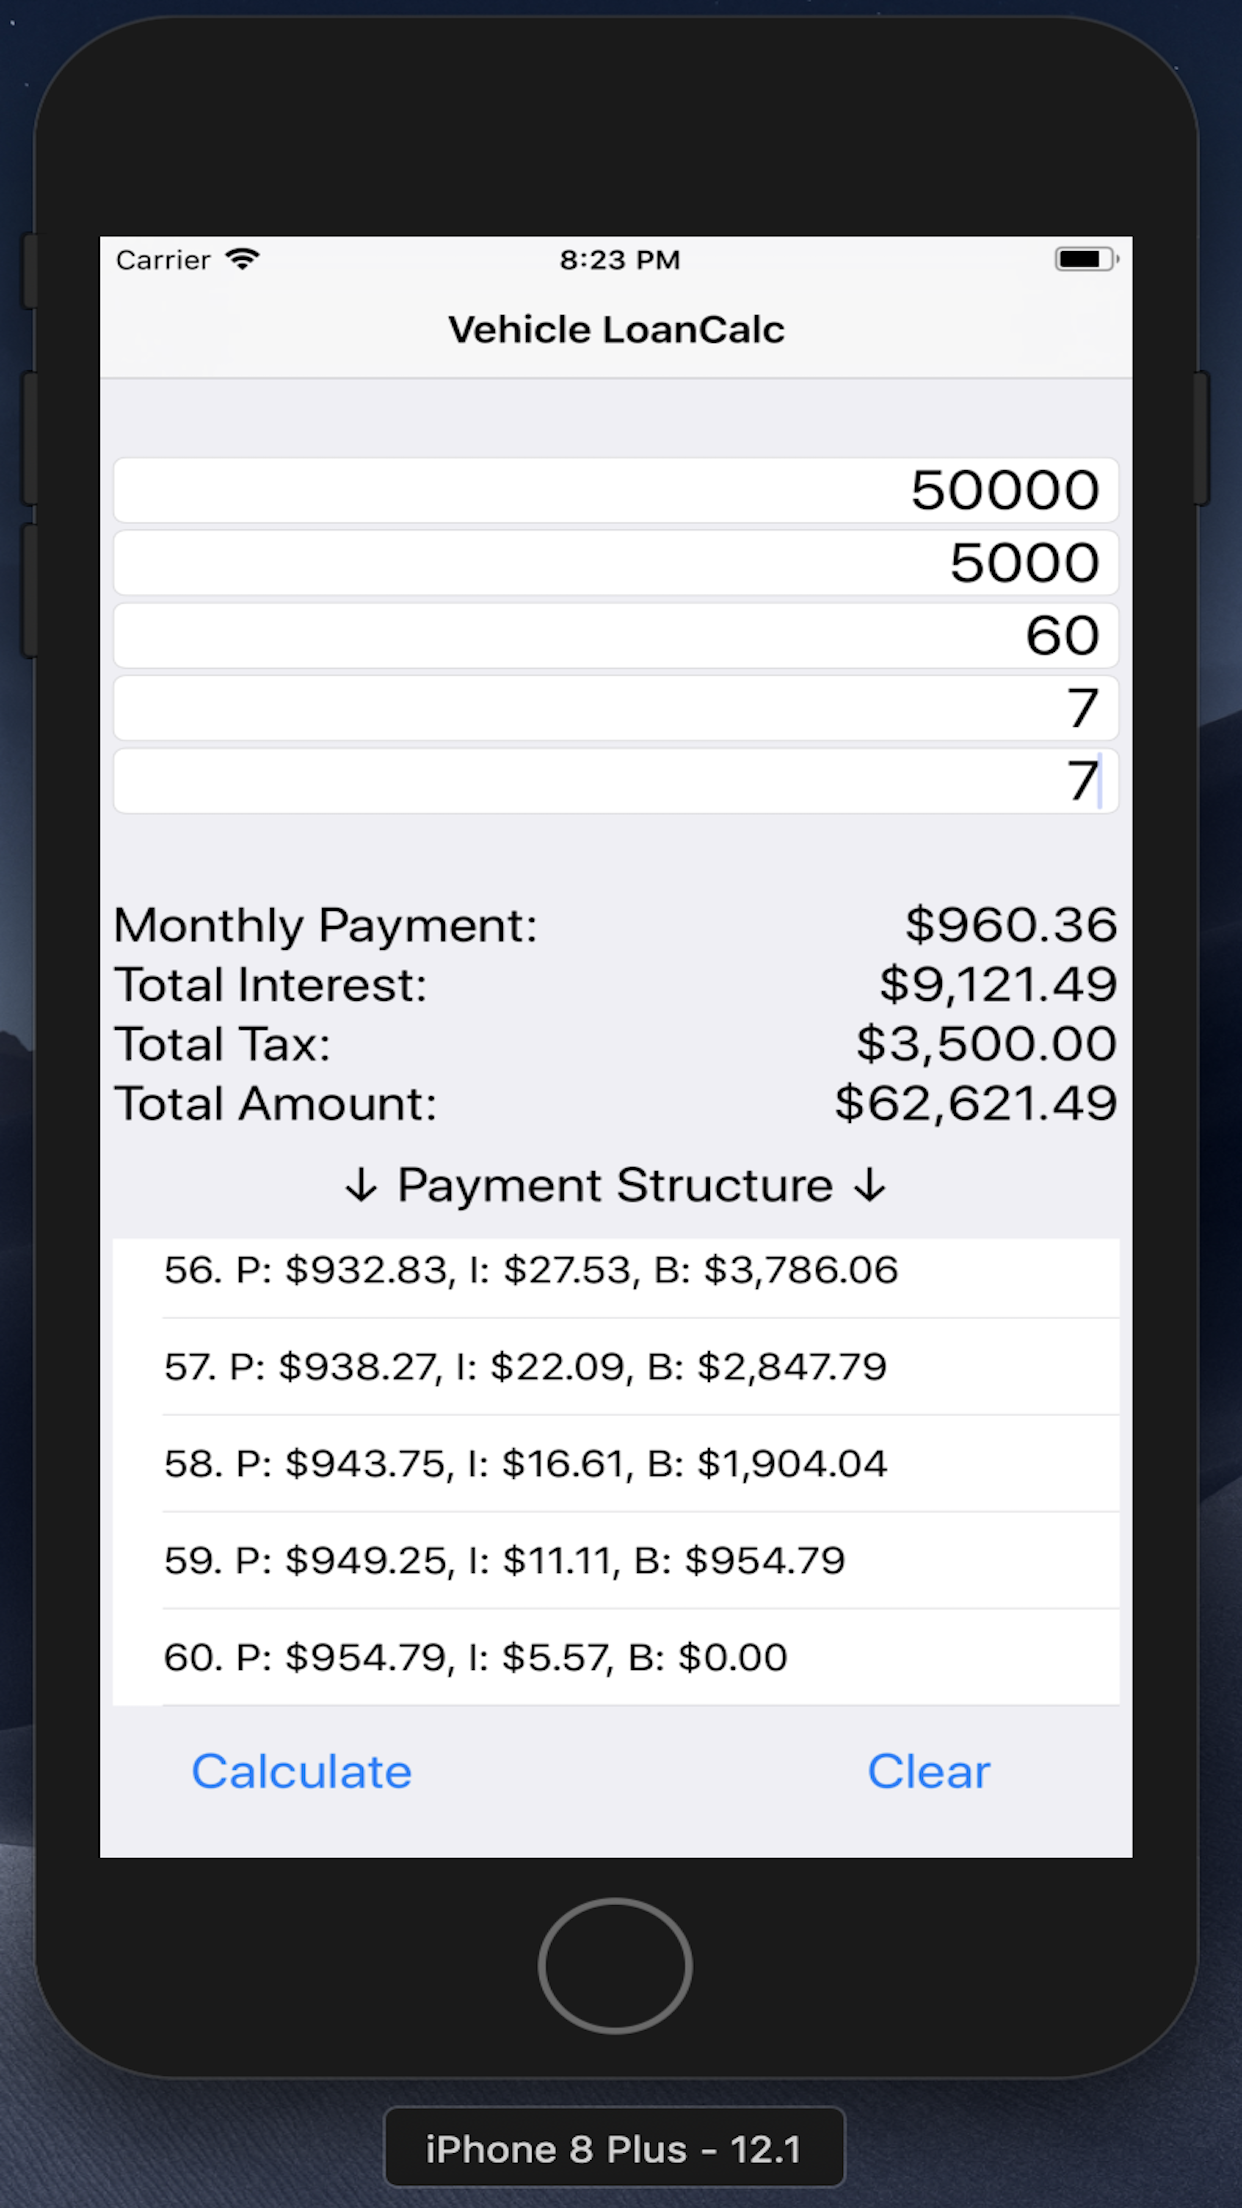 Carrier 8:23 PM
Vehicle LoanCalc
50000
5000
60
7
7
Monthly Payment: $960.36
Total Interest: $9,121.49
Total Tax: $3,500.00
Total Amount: $62,621.49
↓ Payment Structure ↓
56. P: $932.83, I: $27.53, B: $3,786.06
57. P: $938.27, I: $22.09, B: $2,847.79
58. P: $943.75, I: $16.61, B: $1,904.04
59. P: $949.25, I: $11.11, B: $954.79
60. P: $954.79, I: $5.57, B: $0.00
Calculate Clear
iPhone 8 Plus - 12.1